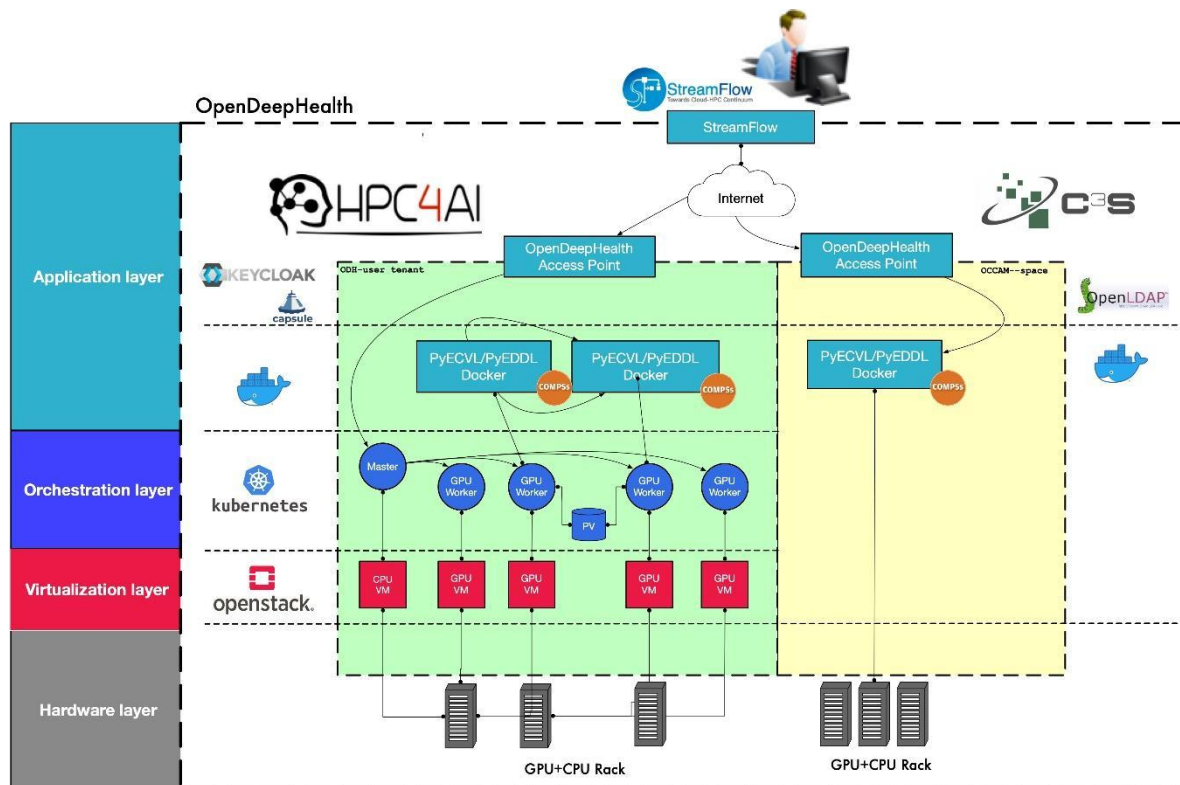 StreamFlow
Towards Cloud-HPC Continuum
OpenDeepHealth
StreamFlow
Internet
HPC4AI
C3S
OpenDeepHealth
Access Point
OpenDeepHealth
Access Point
Application layer
KEYCLOAK
capsule
ODH-user tenant
OCCAM--space
OpenLDAP
PyECVL/PyEDDL
Docker
COMPSs
PyECVL/PyEDDL
Docker
COMPSs
PyECVL/PyEDDL
Docker
COMPSs
Orchestration layer
kubernetes
Master
GPU
Worker
GPU
Worker
GPU
Worker
GPU
Worker
PV
Virtualization layer
openstack.
CPU
VM
GPU
VM
GPU
VM
GPU
VM
GPU
VM
Hardware layer
GPU+CPU Rack
GPU+CPU Rack